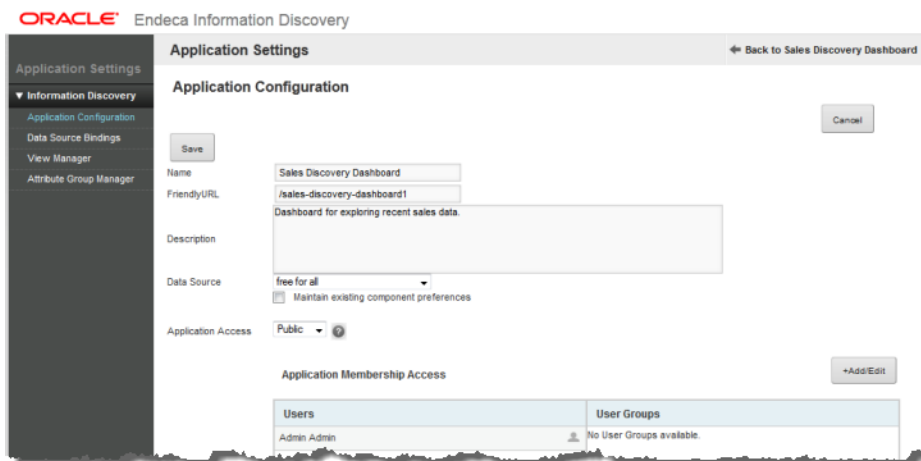 ORACLE® Endeca Information Discovery
Application Settings
Back to Sales Discovery Dashboard
Application Settings
Information Discovery
Application Configuration
Data Source Bindings
View Manager
Attribute Group Manager
Application Configuration
Cancel
Save
Name Sales Discovery Dashboard
FriendlyURL /sales-discovery-dashboard1
Description Dashboard for exploring recent sales data.
Data Source free for all
Maintain existing component preferences
Application Access Public ?
Application Membership Access +Add/Edit
Users User Groups
Admin Admin No User Groups available.